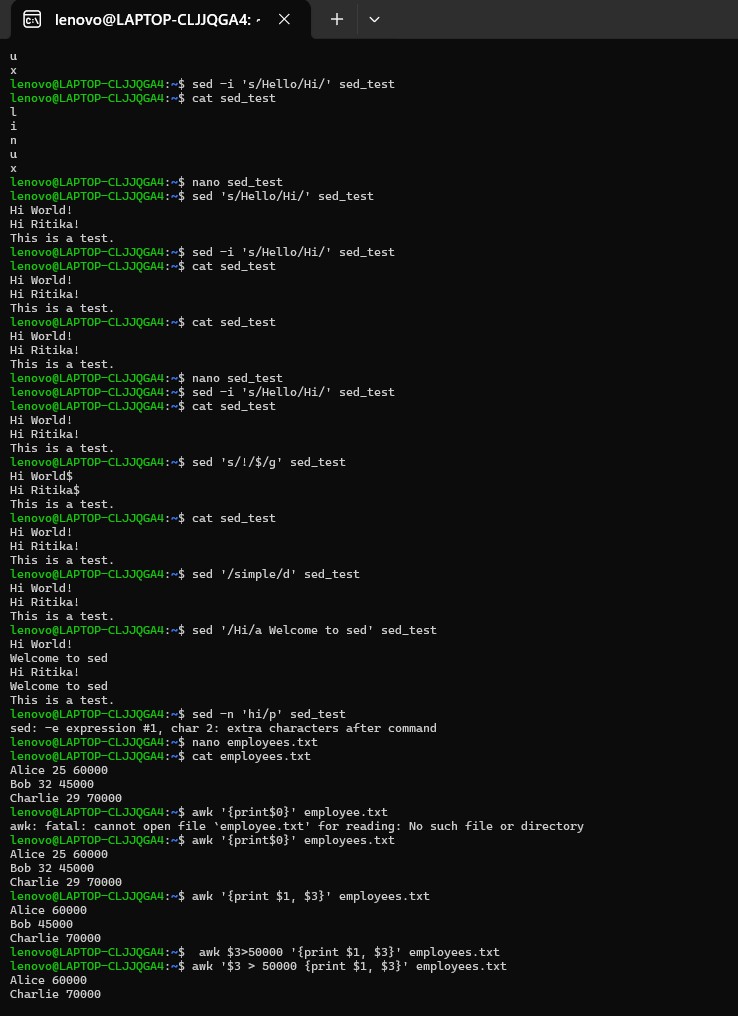 lenovo@LAPTOP-CLJJQGA4: ~
u
x
lenovo@LAPTOP-CLJJQGA4:~$ sed -i 's/Hello/Hi/' sed_test
lenovo@LAPTOP-CLJJQGA4:~$ cat sed_test
l
i
n
u
x
lenovo@LAPTOP-CLJJQGA4:~$ nano sed_test
lenovo@LAPTOP-CLJJQGA4:~$ sed 's/Hello/Hi/' sed_test
Hi World!
Hi Ritika!
This is a test.
lenovo@LAPTOP-CLJJQGA4:~$ sed -i 's/Hello/Hi/' sed_test
lenovo@LAPTOP-CLJJQGA4:~$ cat sed_test
Hi World!
Hi Ritika!
This is a test.
lenovo@LAPTOP-CLJJQGA4:~$ cat sed_test
Hi World!
Hi Ritika!
This is a test.
lenovo@LAPTOP-CLJJQGA4:~$ nano sed_test
lenovo@LAPTOP-CLJJQGA4:~$ sed -i 's/Hello/Hi/' sed_test
lenovo@LAPTOP-CLJJQGA4:~$ cat sed_test
Hi World!
Hi Ritika!
This is a test.
lenovo@LAPTOP-CLJJQGA4:~$ sed 's/!/$/g' sed_test
Hi World$
Hi Ritika$
This is a test.
lenovo@LAPTOP-CLJJQGA4:~$ cat sed_test
Hi World!
Hi Ritika!
This is a test.
lenovo@LAPTOP-CLJJQGA4:~$ sed '/simple/d' sed_test
Hi World!
Hi Ritika!
This is a test.
lenovo@LAPTOP-CLJJQGA4:~$ sed '/Hi/a Welcome to sed' sed_test
Hi World!
Welcome to sed
Hi Ritika!
Welcome to sed
This is a test.
lenovo@LAPTOP-CLJJQGA4:~$ sed -n 'hi/p' sed_test
sed: -e expression #1, char 2: extra characters after command
lenovo@LAPTOP-CLJJQGA4:~$ nano employees.txt
lenovo@LAPTOP-CLJJQGA4:~$ cat employees.txt
Alice 25 60000
Bob 32 45000
Charlie 29 70000
lenovo@LAPTOP-CLJJQGA4:~$ awk '{print$0}' employee.txt
awk: fatal: cannot open file `employee.txt' for reading: No such file or directory
lenovo@LAPTOP-CLJJQGA4:~$ awk '{print$0}' employees.txt
Alice 25 60000
Bob 32 45000
Charlie 29 70000
lenovo@LAPTOP-CLJJQGA4:~$ awk '{print $1, $3}' employees.txt
Alice 60000
Bob 45000
Charlie 70000
lenovo@LAPTOP-CLJJQGA4:~$  awk $3>50000 '{print $1, $3}' employees.txt
lenovo@LAPTOP-CLJJQGA4:~$ awk '$3 > 50000 {print $1, $3}' employees.txt
Alice 60000
Charlie 70000